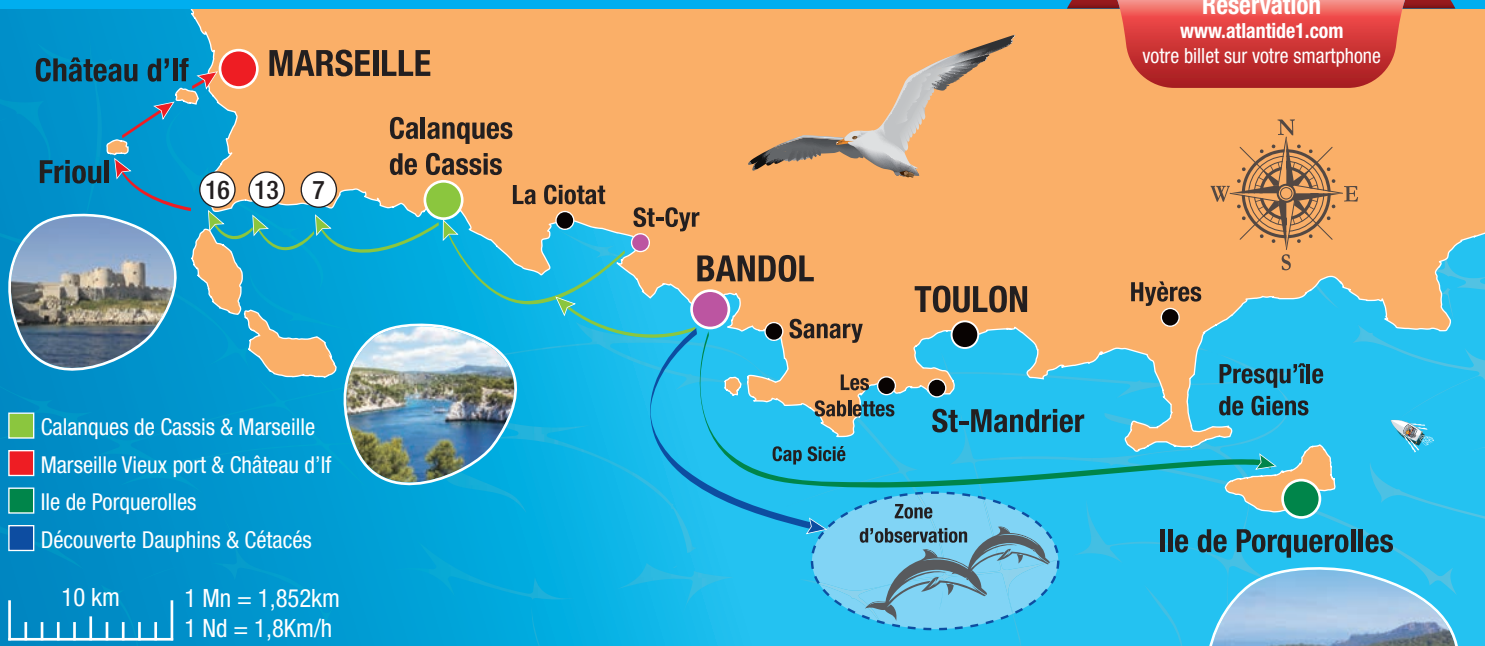 Réservation
www.atlantide1.com
votre billet sur votre smartphone
Château d'If
MARSEILLE
Calanques
de Cassis
Frioul
16
13
7
La Ciotat
St-Cyr
N
W
E
S
BANDOL
TOULON
Hyères
Sanary
Les
Sablettes
St-Mandrier
Presqu'île
de Giens
Cap Sicié
Calanques de Cassis & Marseille
Marseille Vieux port & Château d'If
Ile de Porquerolles
Découverte Dauphins & Cétacés
Zone
d'observation
Ile de Porquerolles
10 km
1 Mn = 1,852km
1 Nd = 1,8Km/h